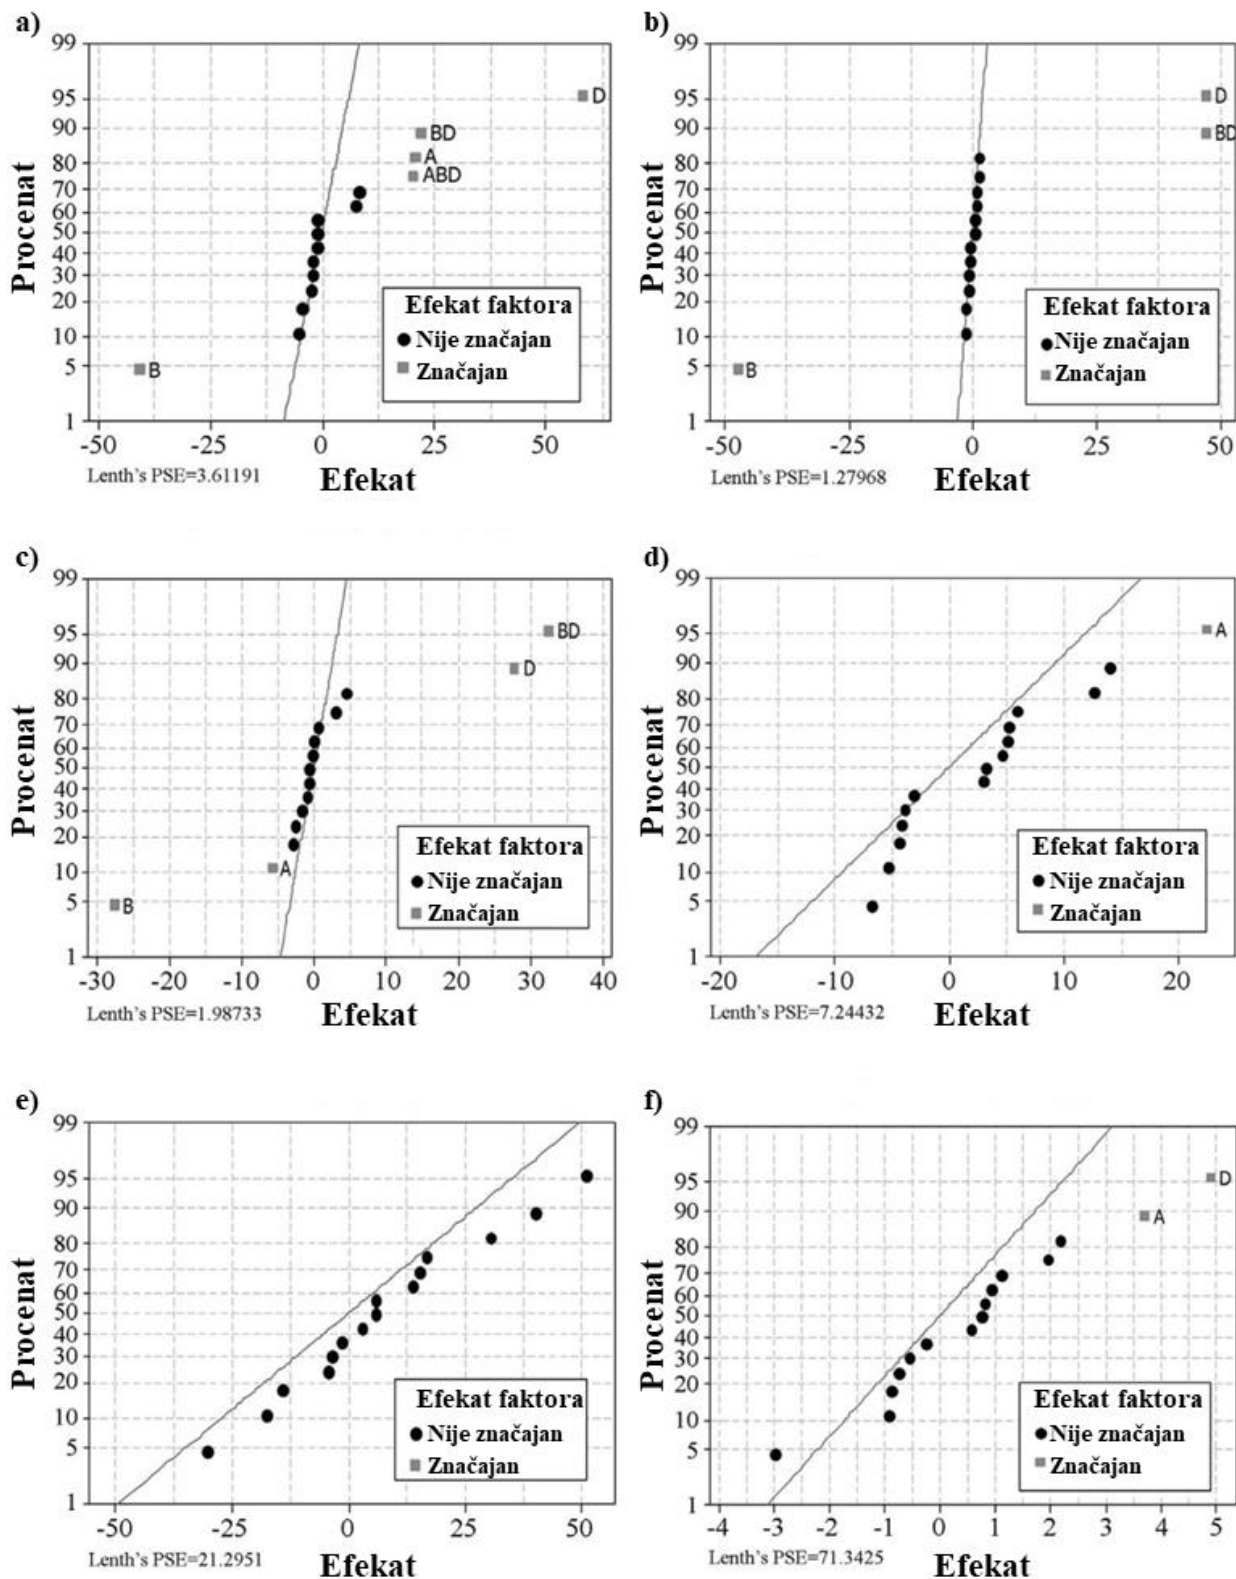 a)
99
95
90
80
70
60
50
40
30
20
10
5
1
Procenat
D
BD
A
ABD
B
Efekat faktora
Nije značajan
Značajan
-50 -25 0 25 50
Lenth's PSE=3.61191
Efekat
b)
99
95
90
80
70
60
50
40
30
20
10
5
1
Procenat
D
BD
B
Efekat faktora
Nije značajan
Značajan
-50 -25 0 25 50
Lenth's PSE=1.27968
Efekat
c)
99
95
90
80
70
60
50
40
30
20
10
5
1
Procenat
BD
D
A
B
Efekat faktora
Nije značajan
Značajan
-30 -20 -10 0 10 20 30 40
Lenth's PSE=1.98733
Efekat
d)
99
95
90
80
70
60
50
40
30
20
10
5
1
Procenat
A
Efekat faktora
Nije značajan
Značajan
-20 -10 0 10 20
Lenth's PSE=7.24432
Efekat
e)
99
95
90
80
70
60
50
40
30
20
10
5
1
Procenat
Efekat faktora
Nije značajan
Značajan
-50 -25 0 25 50
Lenth's PSE=21.2951
Efekat
f)
99
95
90
80
70
60
50
40
30
20
10
5
1
Procenat
D
A
Efekat faktora
Nije značajan
Značajan
-4 -3 -2 -1 0 1 2 3 4 5
Lenth's PSE=71.3425
Efekat